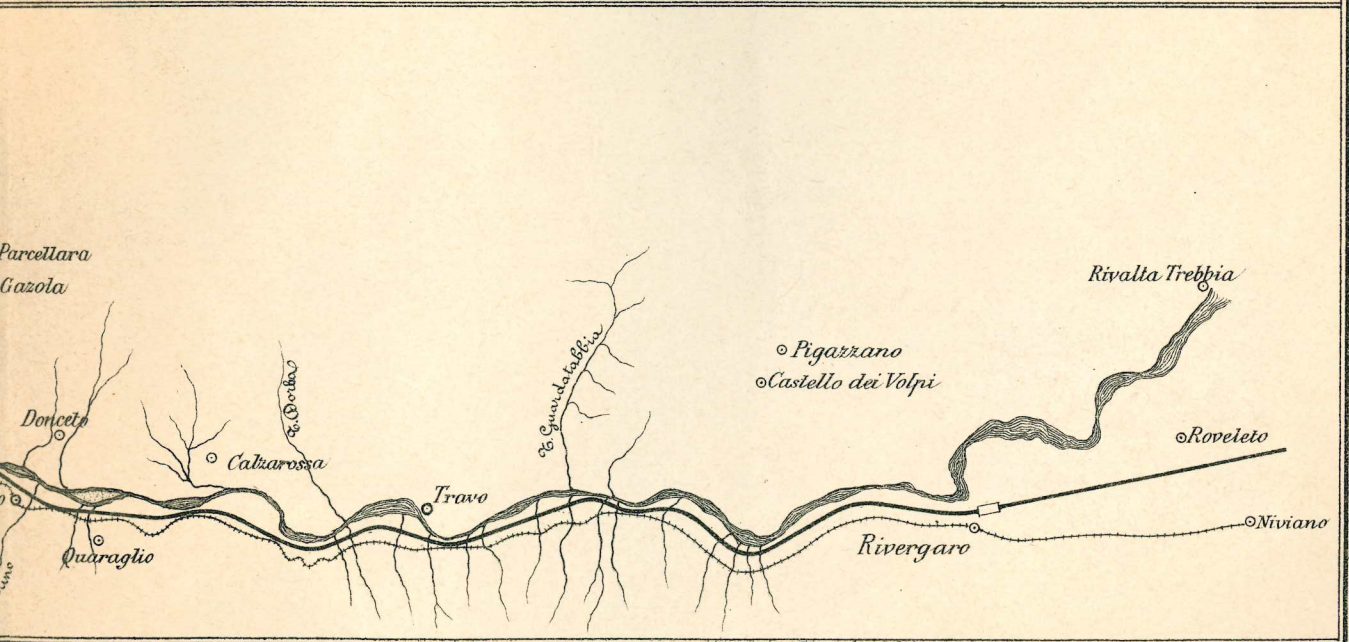 Parcellara
Gazola
Rivalta Trebbia
Pigazzano
Castello dei Volpi
T. Dorba
T. Guardatabbia
Donceto
Roveleto
Calzarossa
Travo
Niviano
Rivergaro
Quaraglio